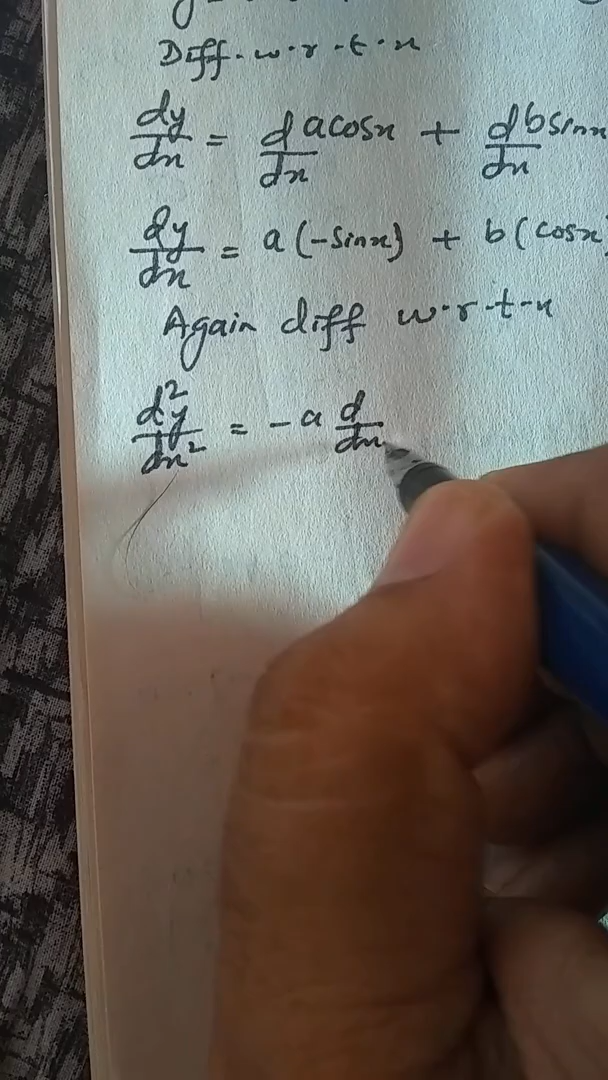 Diff. w.r.t.x
dy/dx = d/dx acosx + d/dx bsinx
dy/dx = a(-sinx) + b(cosx)
Again diff w.r.t-x
d²y/dx² = -a d/dx